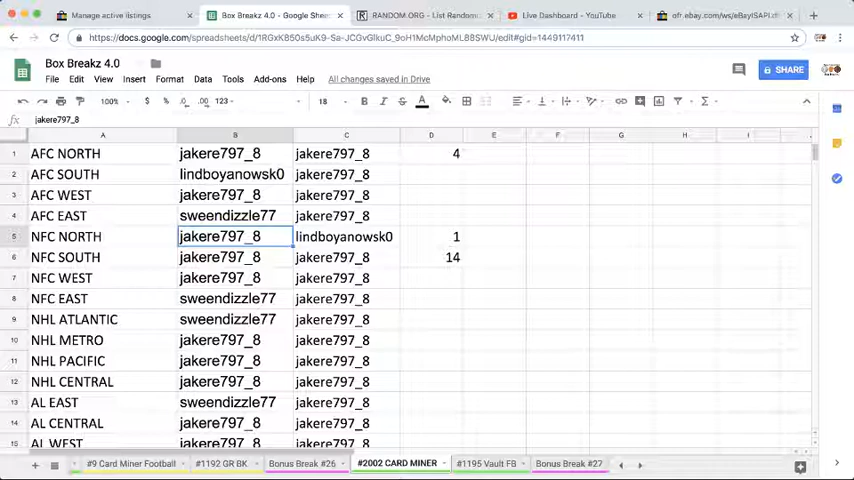 Manage active listings × Box Breakz 4.0 - Google Sheets × RANDOM.ORG - List Randomiz × Live Dashboard - YouTube × ofr.ebay.ws/eBayISAPI.dll
https://docs.google.com/spreadsheets/d/1RGxK850s5uK9-Sa-JCGvGlkuC_9oH1McMphoML88SWU/edit#gid=1449117411
Box Breakz 4.0
File Edit View Insert Format Data Tools Add-ons Help All changes saved in Drive
SHARE
100% $ % .0 .00 123 18 B I S A
fx jakere797_8
A B C D E F G H I
1 AFC NORTH jakere797_8 jakere797_8 4
2 AFC SOUTH lindboyanowsk0 jakere797_8
3 AFC WEST jakere797_8 jakere797_8
4 AFC EAST sweendizzle77 jakere797_8
5 NFC NORTH jakere797_8 lindboyanowsk0 1
6 NFC SOUTH jakere797_8 jakere797_8 14
7 NFC WEST jakere797_8 jakere797_8
8 NFC EAST sweendizzle77 jakere797_8
9 NHL ATLANTIC sweendizzle77 jakere797_8
10 NHL METRO jakere797_8 jakere797_8
11 NHL PACIFIC jakere797_8 jakere797_8
12 NHL CENTRAL jakere797_8 jakere797_8
13 AL EAST sweendizzle77 jakere797_8
14 AL CENTRAL jakere797_8 jakere797_8
15 AL WEST jakere797_8 jakere797_8
#9 Card Miner Football #1192 GR BK Bonus Break #26 #2002 CARD MINER #1195 Vault FB Bonus Break #27